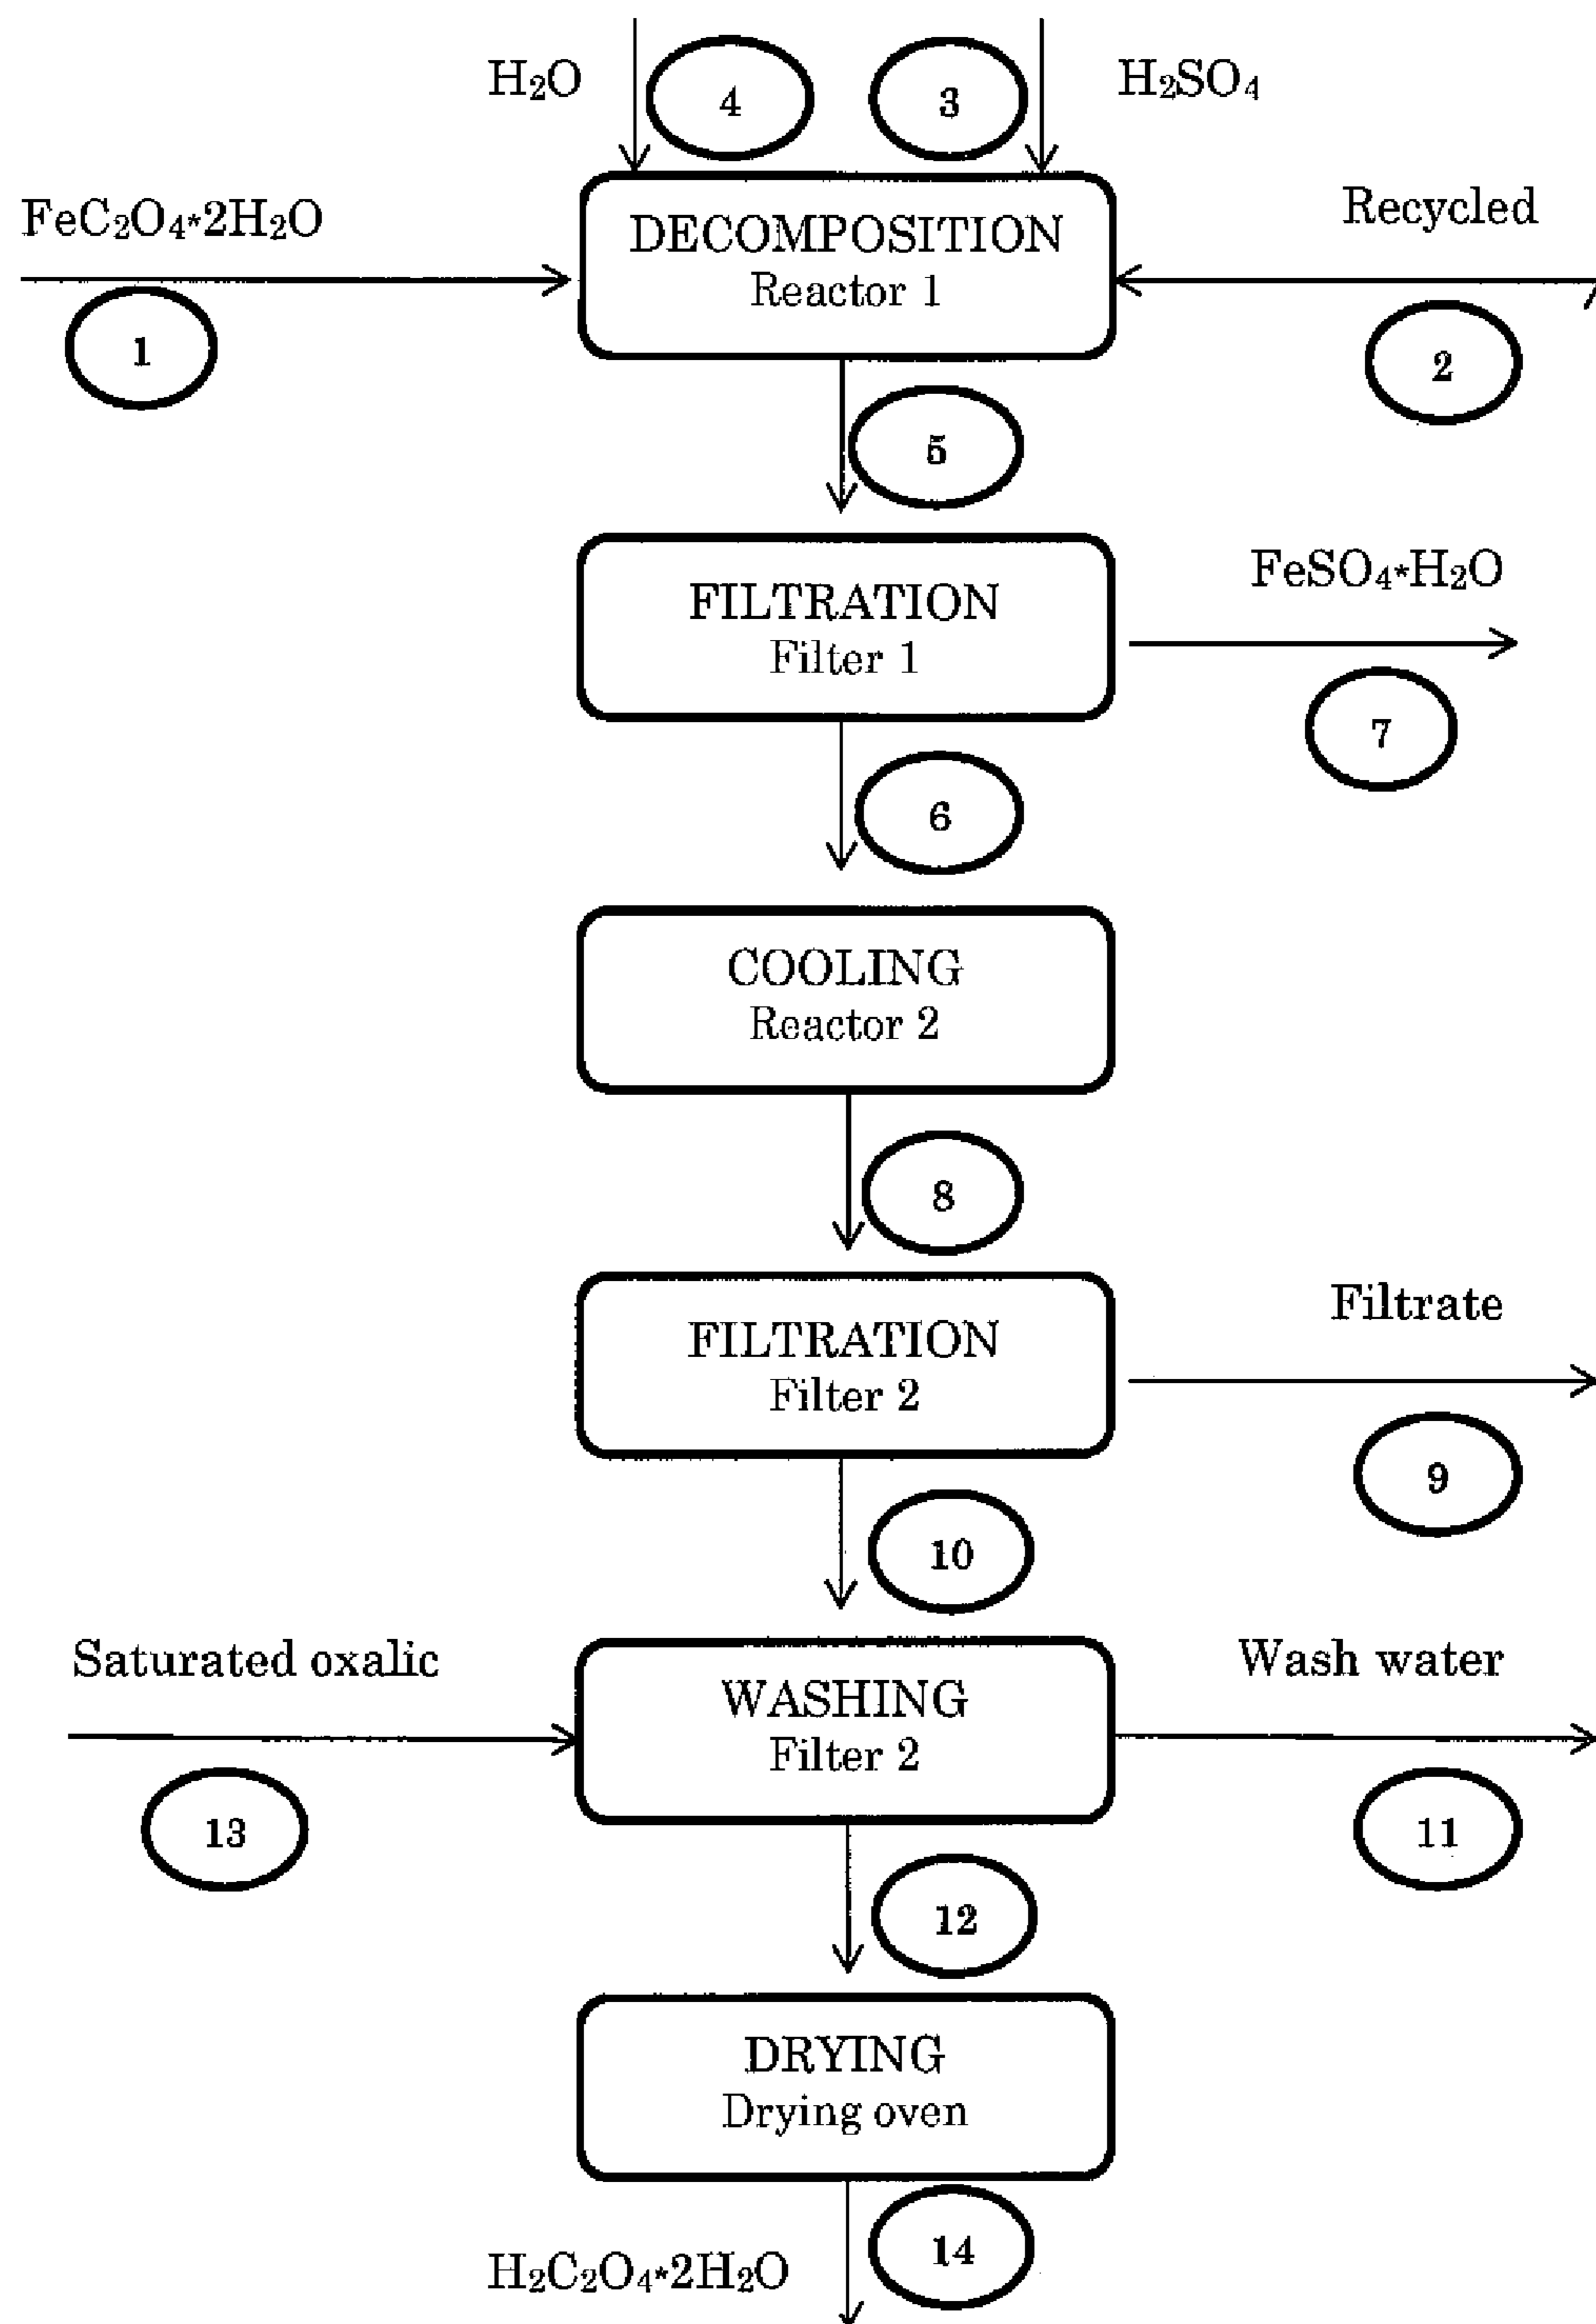 H₂O
4
3
H₂SO₄
FeC₂O₄*2H₂O
DECOMPOSITION
Reactor 1
Recycled
1
2
5
FILTRATION
Filter 1
FeSO₄*H₂O
7
6
COOLING
Reactor 2
8
FILTRATION
Filter 2
Filtrate
9
10
Saturated oxalic
WASHING
Filter 2
Wash water
13
11
12
DRYING
Drying oven
14
H₂C₂O₄*2H₂O